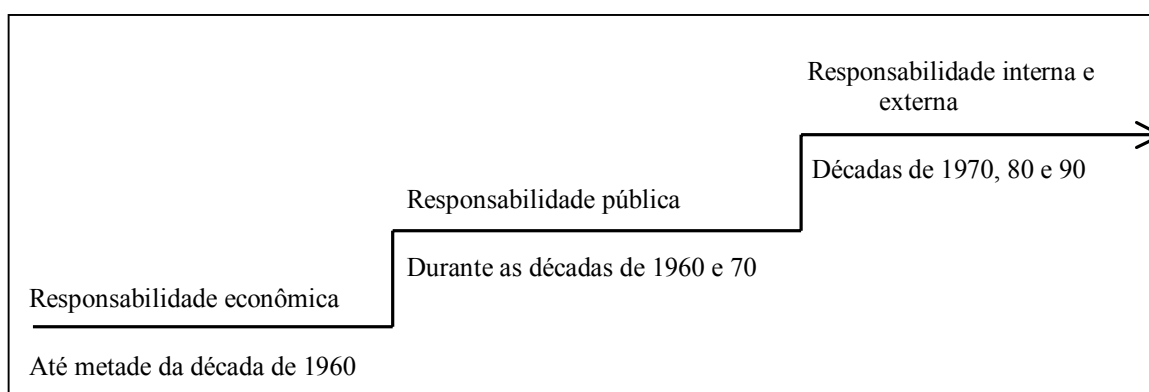 Responsabilidade interna e
externa
Décadas de 1970, 80 e 90
Responsabilidade pública
Durante as décadas de 1960 e 70
Responsabilidade econômica
Até metade da década de 1960